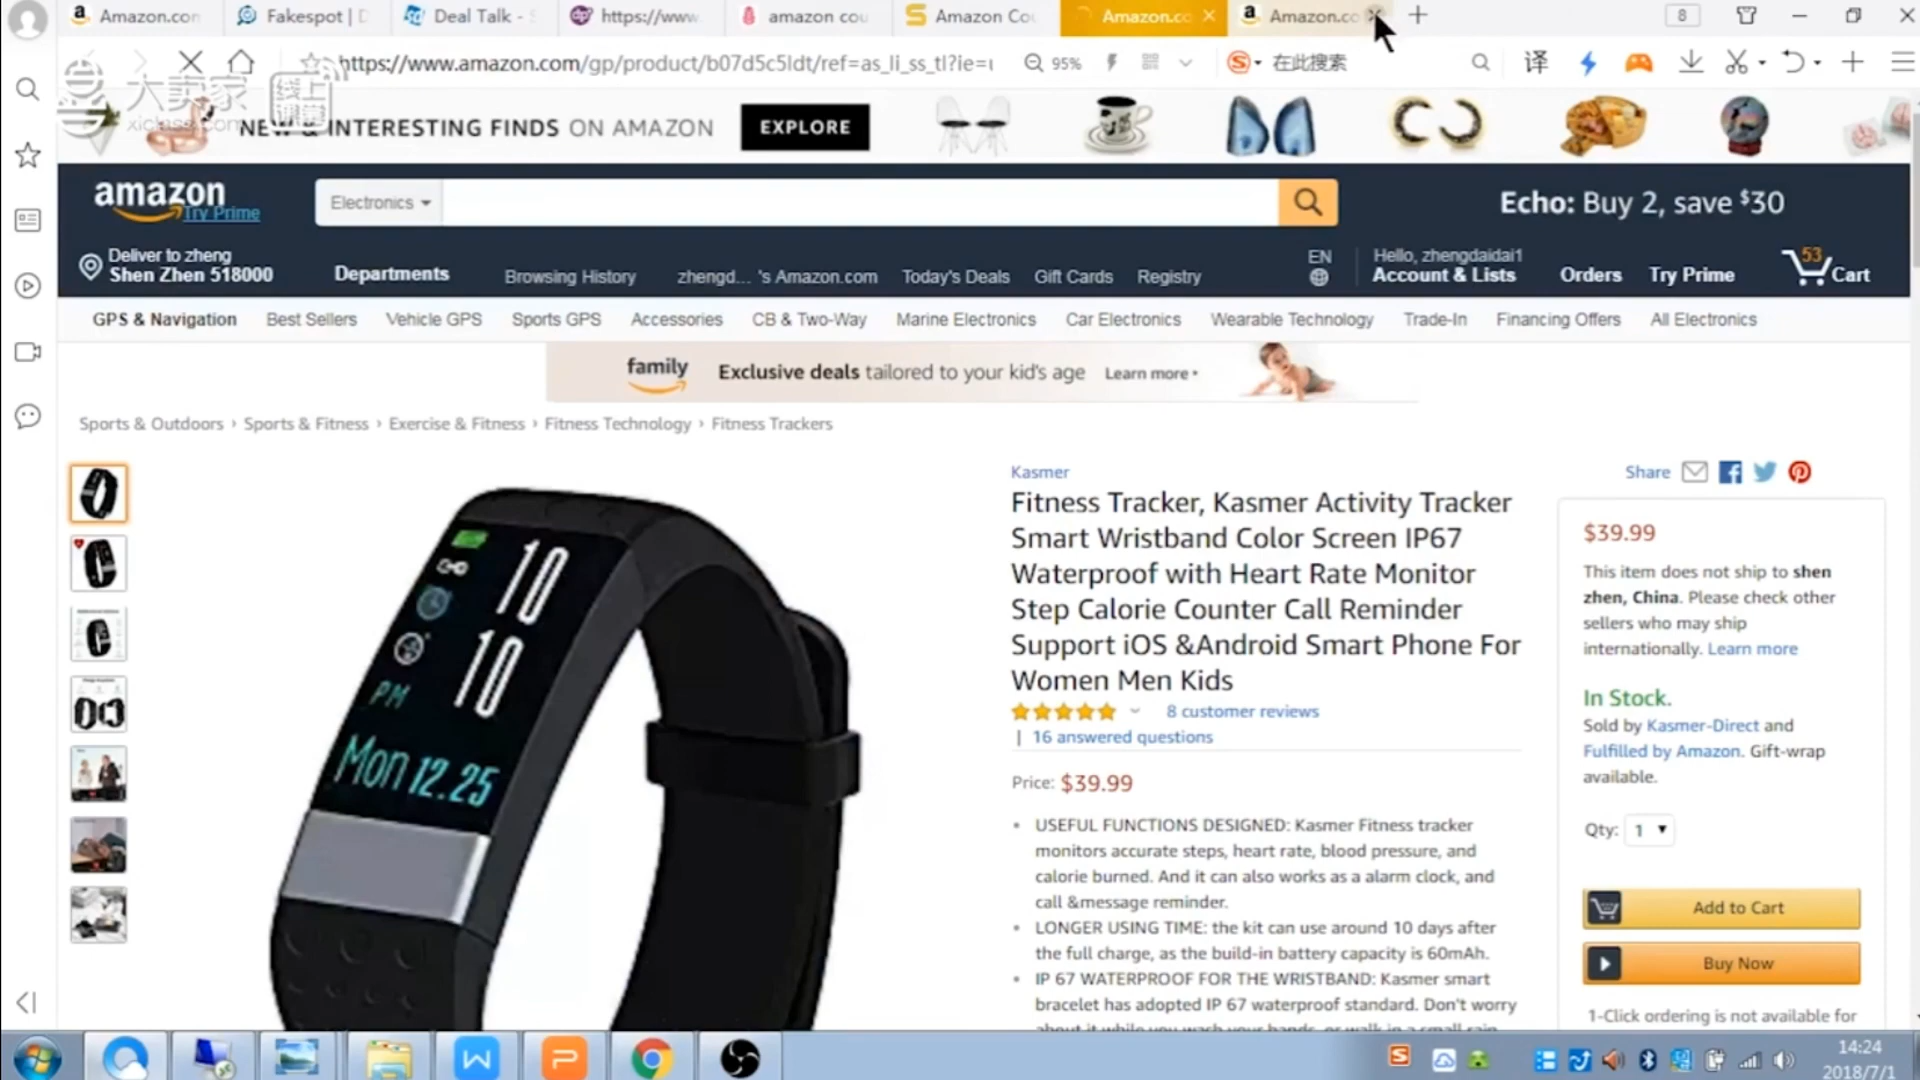 Amazon.con
Fakespot |
Deal Talk -
https://www.
amazon cou
Amazon Co
Amazon.co
Amazon.co
8
https://www.amazon.com/gp/product/b07d5c5ldt/ref=as_li_ss_tl?ie=
95%
在此搜索
译
大卖家 线上
xiclass.com
NEW & INTERESTING FINDS ON AMAZON
EXPLORE
amazon
Try Prime
Electronics
Echo: Buy 2, save $30
Deliver to zheng
Shen Zhen 518000
Departments
Browsing History
zhengd... 's Amazon.com
Today's Deals
Gift Cards
Registry
EN
Hello, zhengdaidai1
Account & Lists
Orders
Try Prime
53
Cart
GPS & Navigation
Best Sellers
Vehicle GPS
Sports GPS
Accessories
CB & Two-Way
Marine Electronics
Car Electronics
Wearable Technology
Trade-In
Financing Offers
All Electronics
family
Exclusive deals tailored to your kid's age
Learn more
Sports & Outdoors › Sports & Fitness › Exercise & Fitness › Fitness Technology › Fitness Trackers
10
10
PM
Mon 12.25
Kasmer
Fitness Tracker, Kasmer Activity Tracker
Smart Wristband Color Screen IP67
Waterproof with Heart Rate Monitor
Step Calorie Counter Call Reminder
Support iOS &Android Smart Phone For
Women Men Kids
8 customer reviews
| 16 answered questions
Price: $39.99
• USEFUL FUNCTIONS DESIGNED: Kasmer Fitness tracker
monitors accurate steps, heart rate, blood pressure, and
calorie burned. And it can also works as a alarm clock, and
call &message reminder.
• LONGER USING TIME: the kit can use around 10 days after
the full charge, as the build-in battery capacity is 60mAh.
• IP 67 WATERPROOF FOR THE WRISTBAND: Kasmer smart
bracelet has adopted IP 67 waterproof standard. Don't worry
about it while you wash your hands, or walk in a small rain
Share
$39.99
This item does not ship to shen
zhen, China. Please check other
sellers who may ship
internationally. Learn more
In Stock.
Sold by Kasmer-Direct and
Fulfilled by Amazon. Gift-wrap
available.
Qty: 1
Add to Cart
Buy Now
1-Click ordering is not available for
14:24
2018/7/1